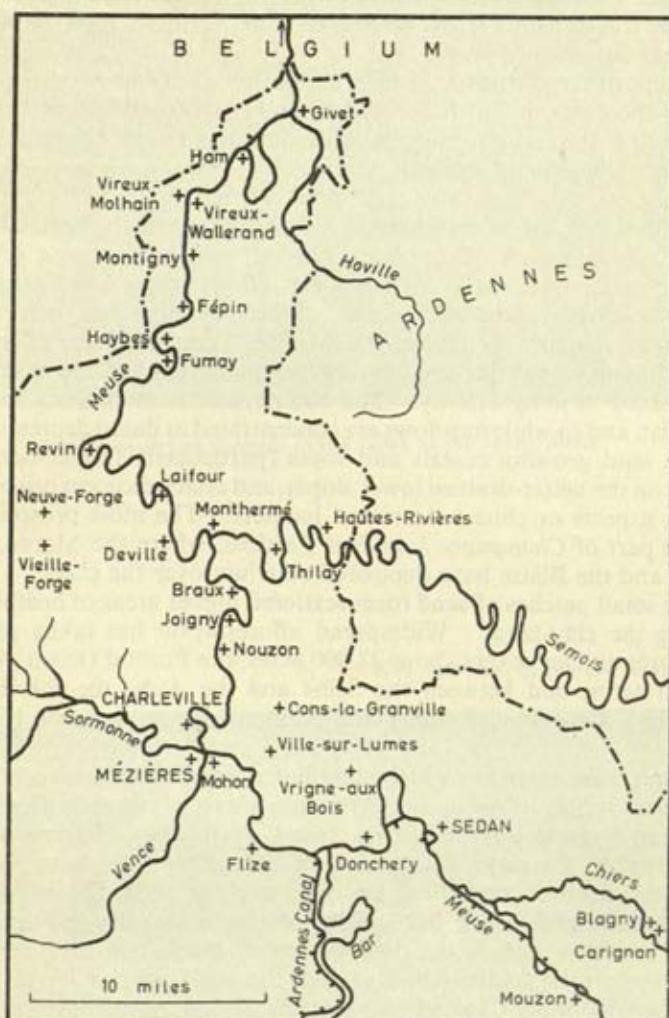 BELGIUM
Givet
Ham
Vireux-
Molhain
Vireux-
Wallerand
Montigny
Hoville
ARDENNES
Fépin
Haybes
Fumay
Meuse
Revin
Laifour
Neuve-Forge
Montherme
Hautes-Rivières
Vieille-
Forge
Deville
Thilay
Braux
Joigny
Semois
Nouzon
CHARLEVILLE
Cons-la-Granville
Sormonne
Ville-sur-Lumes
MÉZIÈRES
Mohon
Vrigne-aux
Bois
SEDAN
Vence
Flize
Donchery
Chiers
Meuse
Blagny
Ardennes Canal
Bar
Carignan
10 miles
Mouzon